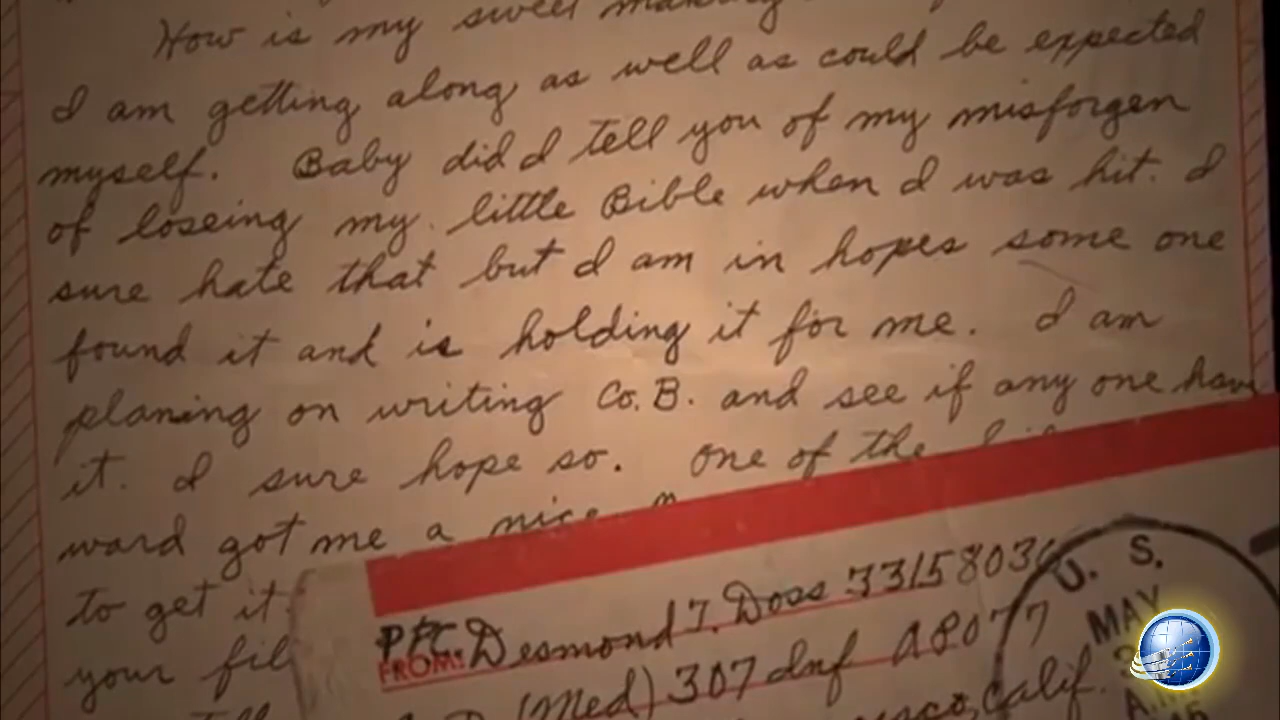 How is my sweet
I am getting along as well as could be expected
myself. Baby did I tell you of my misforgen
of loseing my little Bible when I was hit. I
sure hate that but I am in hopes some one
found it and is holding it for me. I am
planing on writing Co. B. and see if any one have
it. I sure hope so. One of the
ward got me a nice
to get it
your
PFC. Desmond T. Doss 33158036
FROM:
(Med) 307 Inf APO 77
Calif.
U. S.
MAY